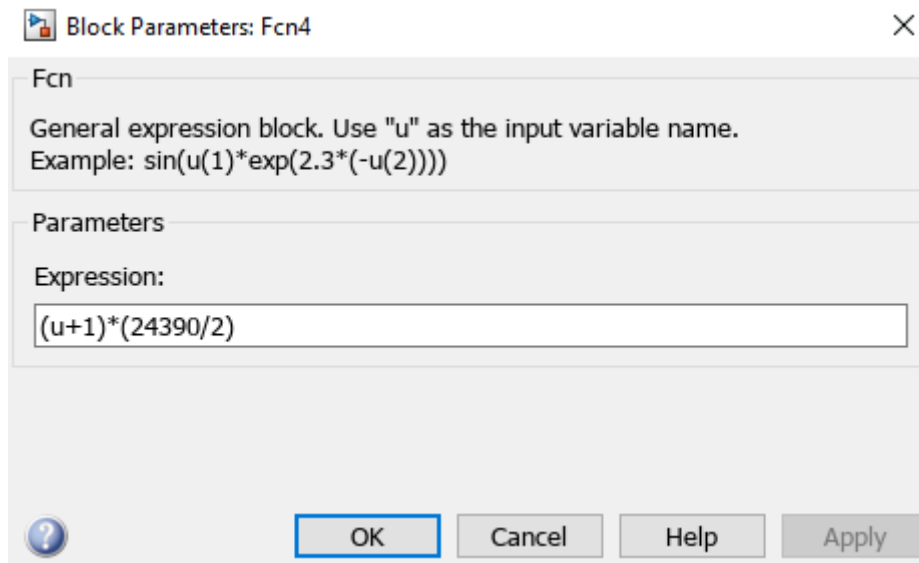 Block Parameters: Fcn4
Fcn
General expression block. Use "u" as the input variable name.
Example: sin(u(1)*exp(2.3*(-u(2))))
Parameters
Expression:
(u+1)*(24390/2)
? OK Cancel Help Apply